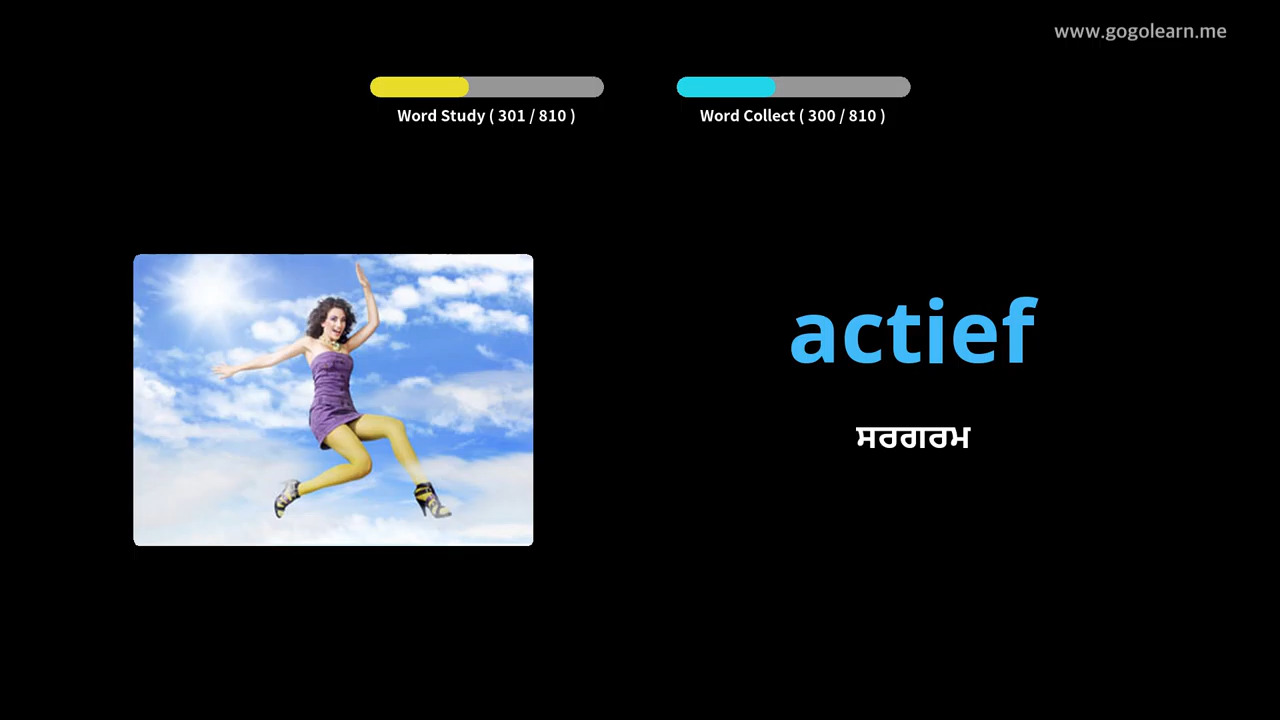 www.gogolearn.me
Word Study ( 301 / 810 )
Word Collect ( 300 / 810 )
actief
ਸਰਗਰਮ